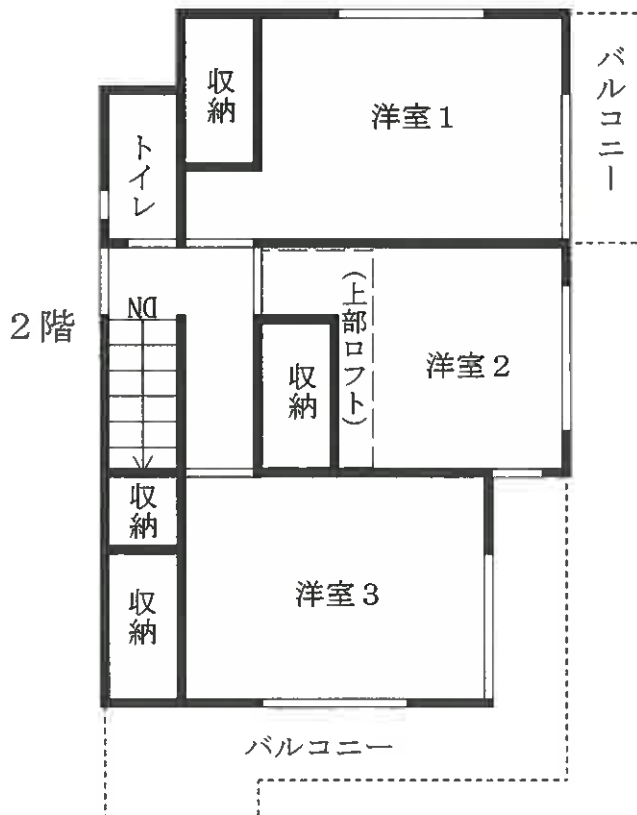 収納
洋室1
バルコニー
トイレ
2階
DN
(上部ロフト)
収納
洋室2
収納
収納
洋室3
バルコニー